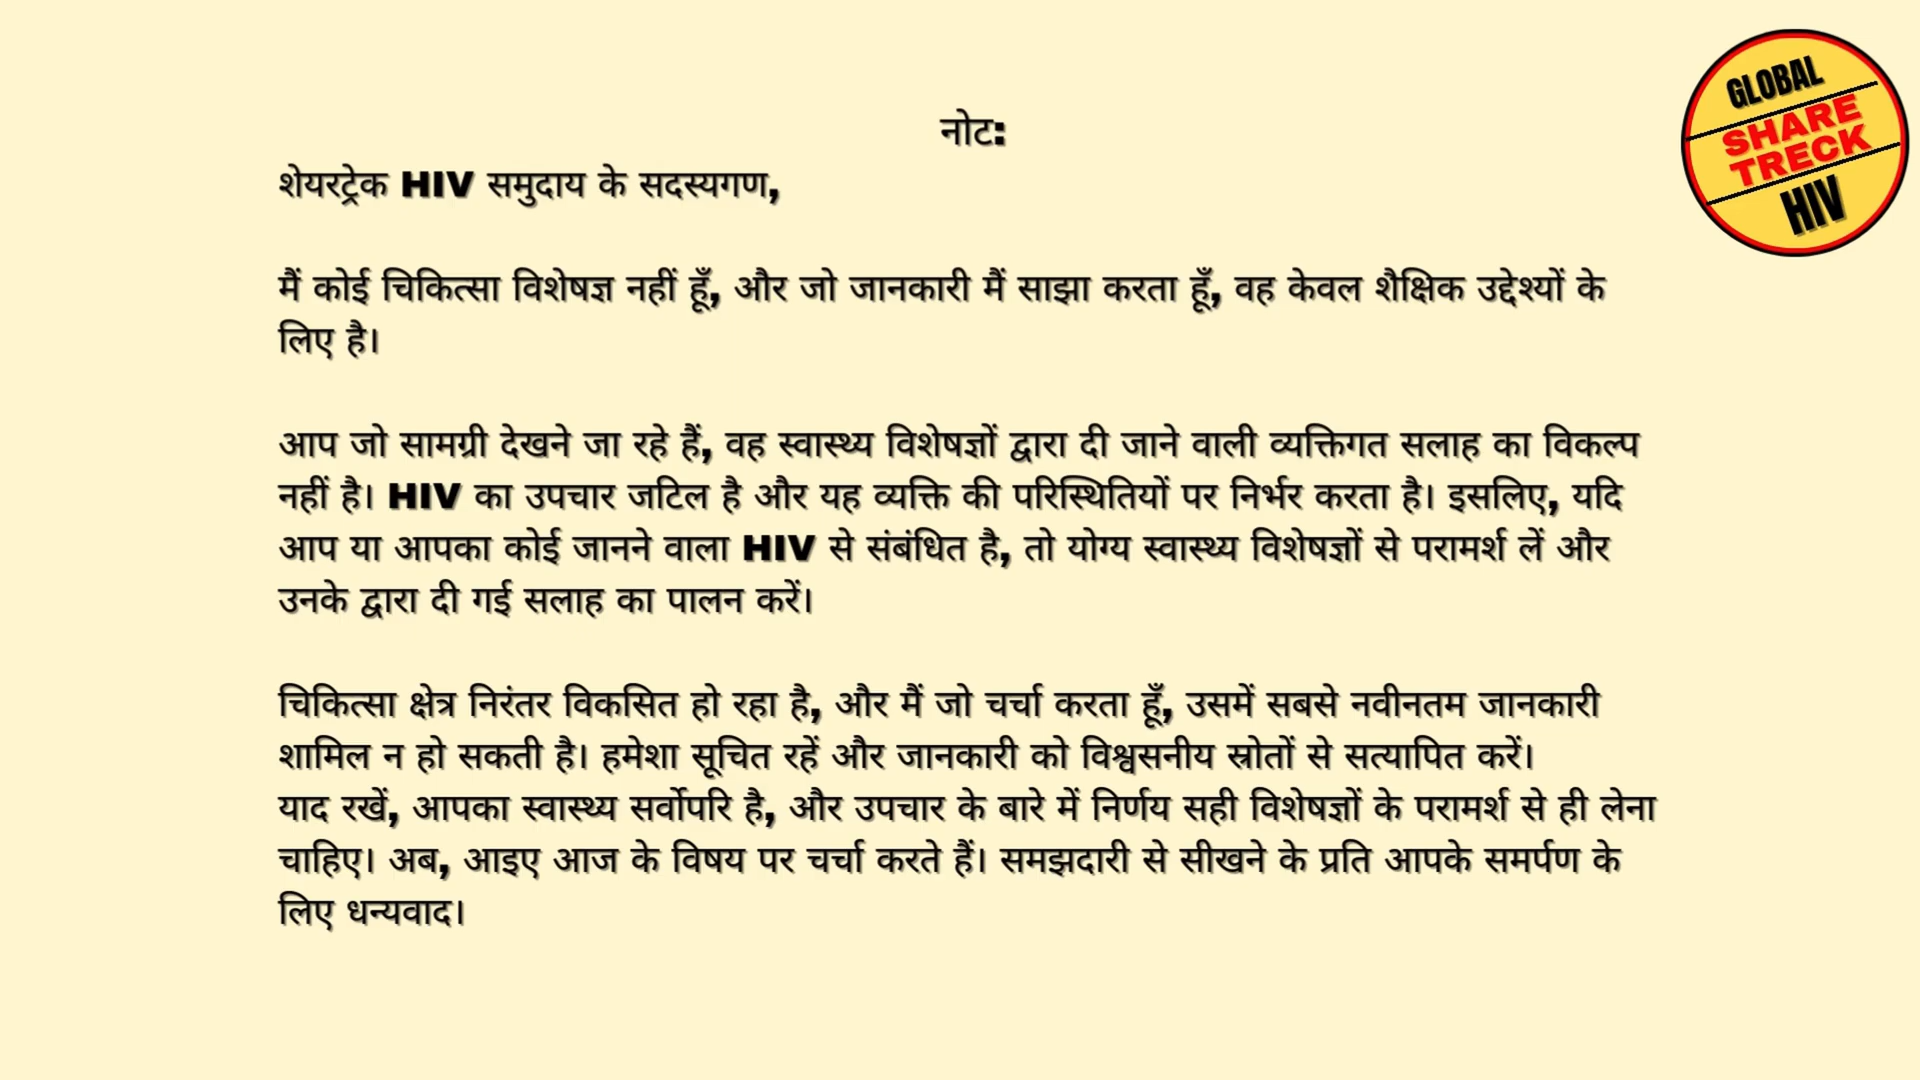 नोट:
शेयरट्रेक HIV समुदाय के सदस्यगण,
मैं कोई चिकित्सा विशेषज्ञ नहीं हूँ, और जो जानकारी मैं साझा करता हूँ, वह केवल शैक्षिक उद्देश्यों के
लिए है।
आप जो सामग्री देखने जा रहे हैं, वह स्वास्थ्य विशेषज्ञों द्वारा दी जाने वाली व्यक्तिगत सलाह का विकल्प
नहीं है। HIV का उपचार जटिल है और यह व्यक्ति की परिस्थितियों पर निर्भर करता है। इसलिए, यदि
आप या आपका कोई जानने वाला HIV से संबंधित है, तो योग्य स्वास्थ्य विशेषज्ञों से परामर्श लें और
उनके द्वारा दी गई सलाह का पालन करें।
चिकित्सा क्षेत्र निरंतर विकसित हो रहा है, और मैं जो चर्चा करता हूँ, उसमें सबसे नवीनतम जानकारी
शामिल न हो सकती है। हमेशा सूचित रहें और जानकारी को विश्वसनीय स्रोतों से सत्यापित करें।
याद रखें, आपका स्वास्थ्य सर्वोपरि है, और उपचार के बारे में निर्णय सही विशेषज्ञों के परामर्श से ही लेना
चाहिए। अब, आइए आज के विषय पर चर्चा करते हैं। समझदारी से सीखने के प्रति आपके समर्पण के
लिए धन्यवाद।
GLOBAL
SHARE
TRECK
HIV